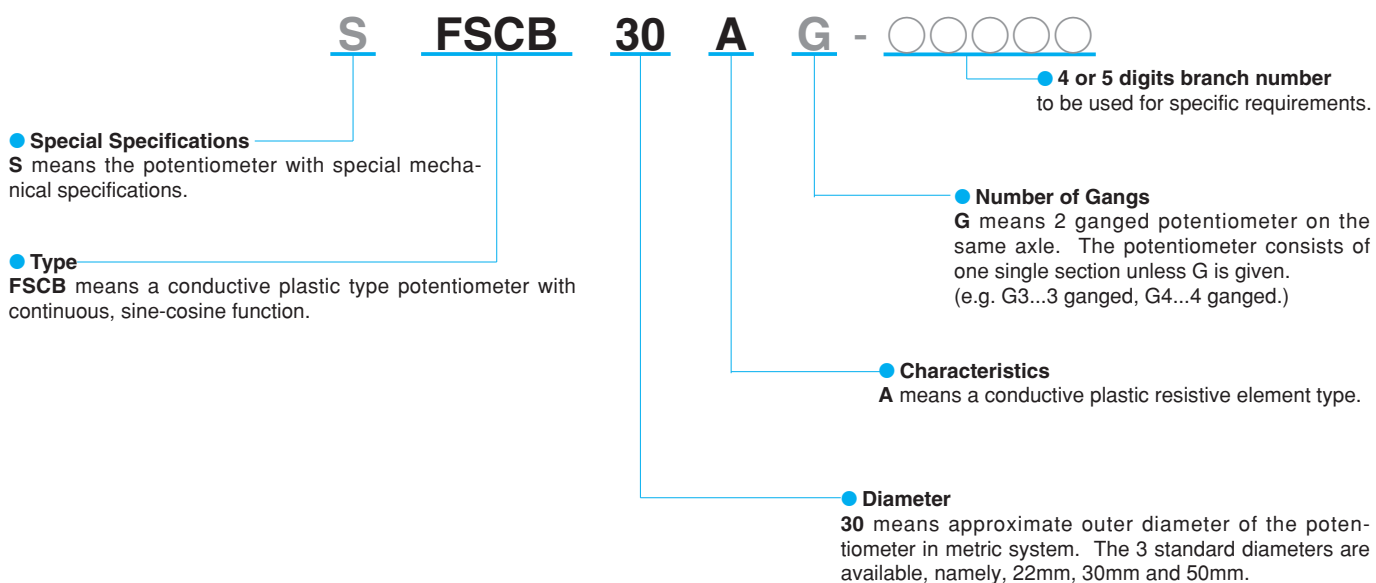 S FSCB 30 A G - ○○○○○
● 4 or 5 digits branch number
to be used for specific requirements.
● Special Specifications
S means the potentiometer with special mecha-
nical specifications.
● Number of Gangs
G means 2 ganged potentiometer on the
same axle. The potentiometer consists of
one single section unless G is given.
(e.g. G3...3 ganged, G4...4 ganged.)
● Type
FSCB means a conductive plastic type potentiometer with
continuous, sine-cosine function.
● Characteristics
A means a conductive plastic resistive element type.
● Diameter
30 means approximate outer diameter of the poten-
tiometer in metric system. The 3 standard diameters are
available, namely, 22mm, 30mm and 50mm.